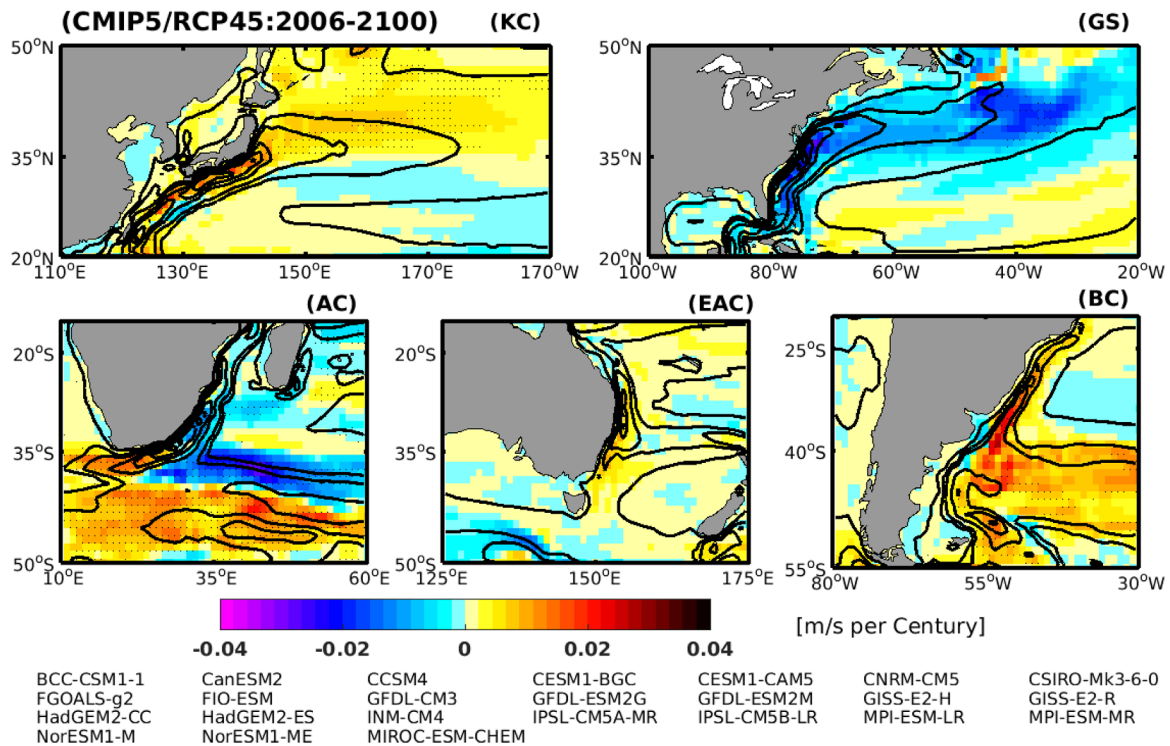 (CMIP5/RCP45:2006-2100) (KC) (GS)
50°N 50°N
35°N 35°N
20°N 20°N
110°E 130°E 150°E 170°E 170°W 100°W 80°W 60°W 40°W 20°W
(AC) (EAC) (BC)
20°S 20°S 25°S
35°S 35°S 40°S
50°S 50°S 55°S
10°E 35°E 60°E 125°E 150°E 175°E 80°W 55°W 30°W
-0.04 -0.02 0 0.02 0.04 [m/s per Century]
BCC-CSM1-1 CanESM2 CCSM4 CESM1-BGC CESM1-CAM5 CNRM-CM5 CSIRO-Mk3-6-0
FGOALS-g2 FIO-ESM GFDL-CM3 GFDL-ESM2G GFDL-ESM2M GISS-E2-H GISS-E2-R
HadGEM2-CC HadGEM2-ES INM-CM4 IPSL-CM5A-MR IPSL-CM5B-LR MPI-ESM-LR MPI-ESM-MR
NorESM1-M NorESM1-ME MIROC-ESM-CHEM